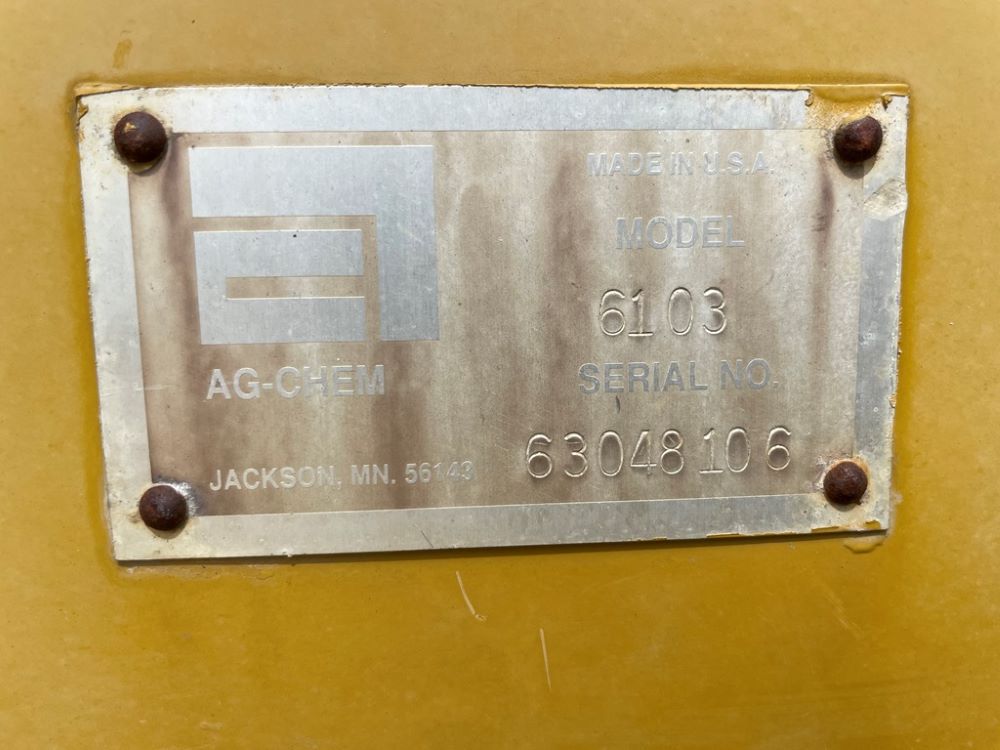 MADE IN U.S.A.
MODEL
6103
AG-CHEM
SERIAL NO.
JACKSON, MN. 56143
63048106